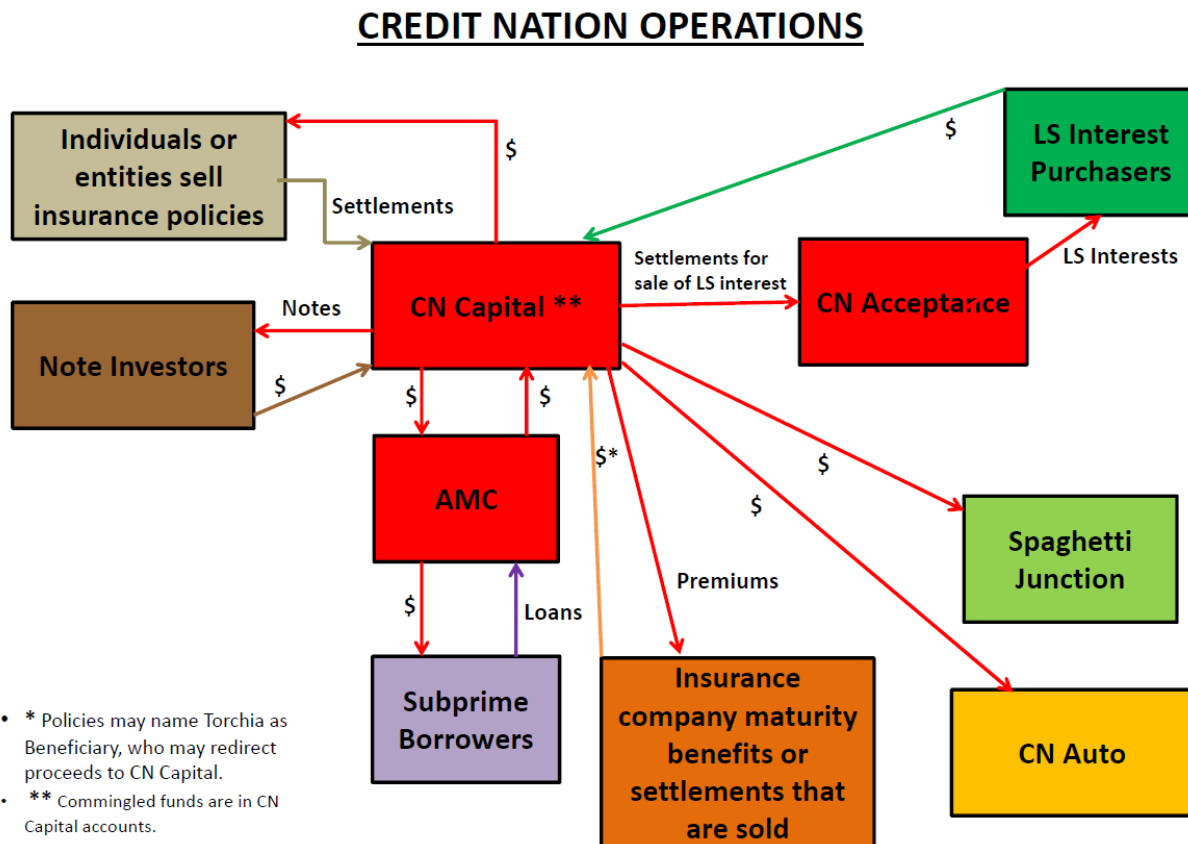 CREDIT NATION OPERATIONS
Individuals or
entities sell
insurance policies
$
Settlements
$
LS Interest
Purchasers
Settlements for
sale of LS interest
LS Interests
CN Capital **
CN Acceptance
Notes
Note Investors
$
$
$
AMC
$*
$
$
Spaghetti
Junction
Premiums
$
Loans
Subprime
Borrowers
Insurance
company maturity
benefits or
settlements that
are sold
CN Auto
• * Policies may name Torchia as
Beneficiary, who may redirect
proceeds to CN Capital.
• ** Commingled funds are in CN
Capital accounts.